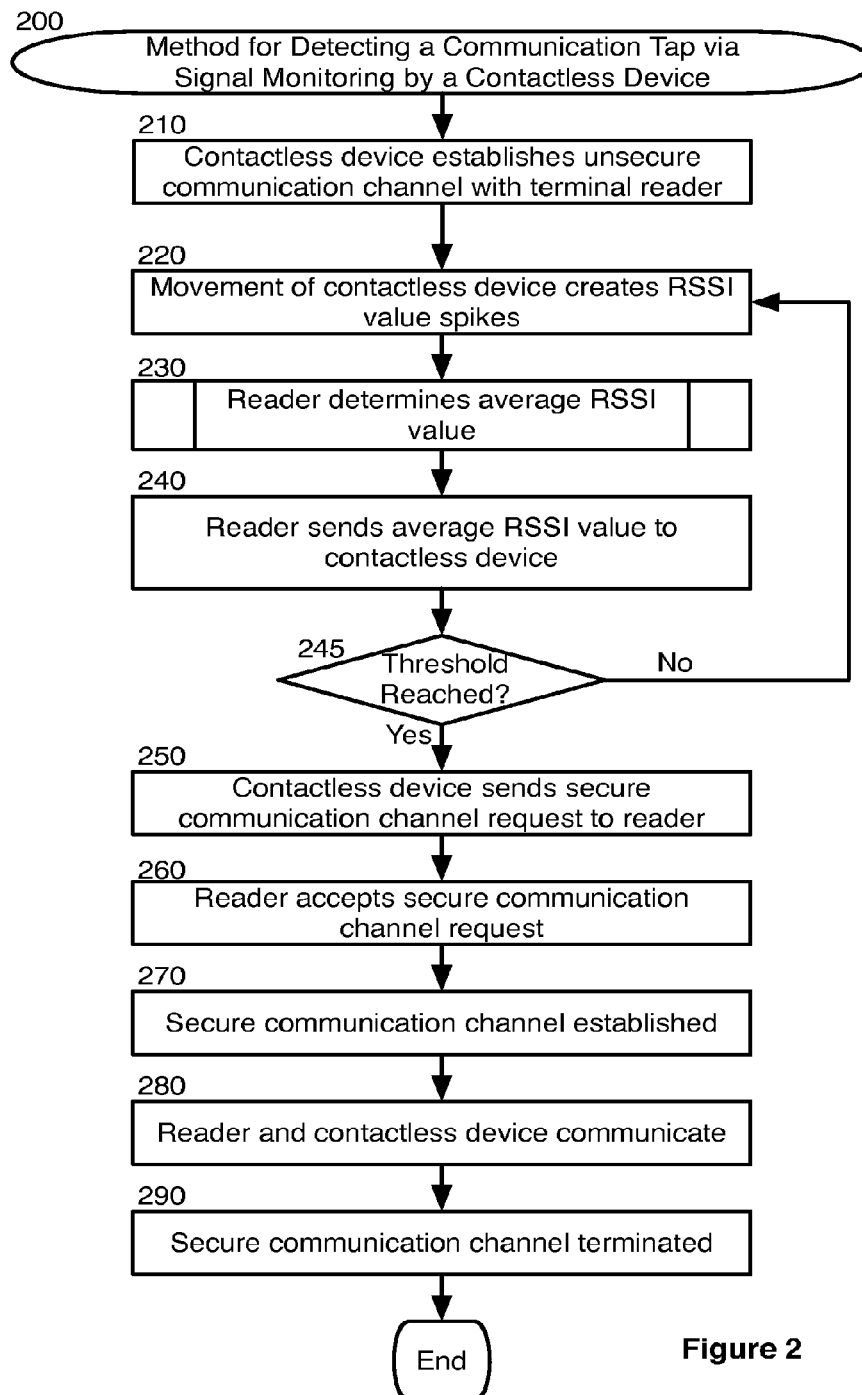 200
Method for Detecting a Communication Tap via
Signal Monitoring by a Contactless Device
210
Contactless device establishes unsecure
communication channel with terminal reader
220
Movement of contactless device creates RSSI
value spikes
230
Reader determines average RSSI
value
240
Reader sends average RSSI value to
contactless device
245
Threshold
Reached?
No
Yes
250
Contactless device sends secure
communication channel request to reader
260
Reader accepts secure communication
channel request
270
Secure communication channel established
280
Reader and contactless device communicate
290
Secure communication channel terminated
End
Figure 2